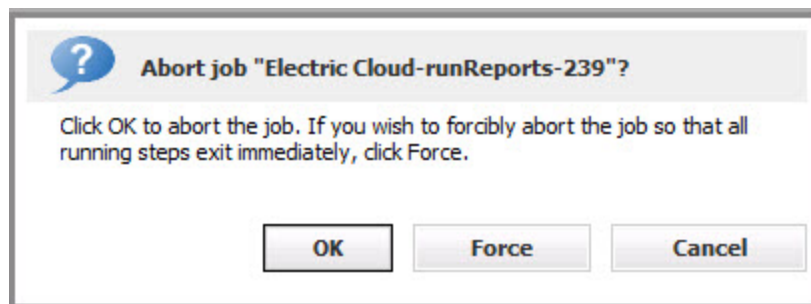 ?
Abort job "Electric Cloud-runReports-239"?
Click OK to abort the job. If you wish to forcibly abort the job so that all
running steps exit immediately, click Force.
OK Force Cancel